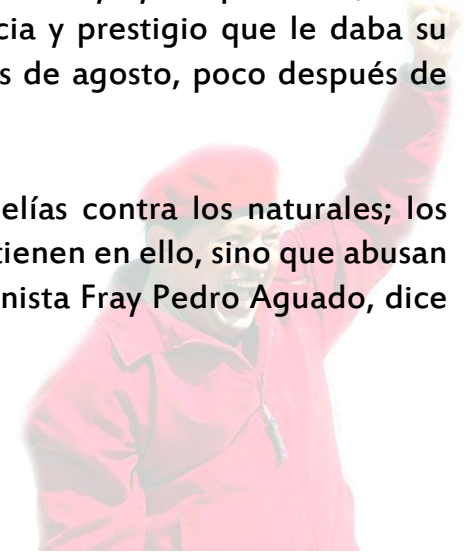 cia y prestigio que le daba su
s de agosto, poco después de
elías contra los naturales; los
tienen en ello, sino que abusan
nista Fray Pedro Aguado, dice